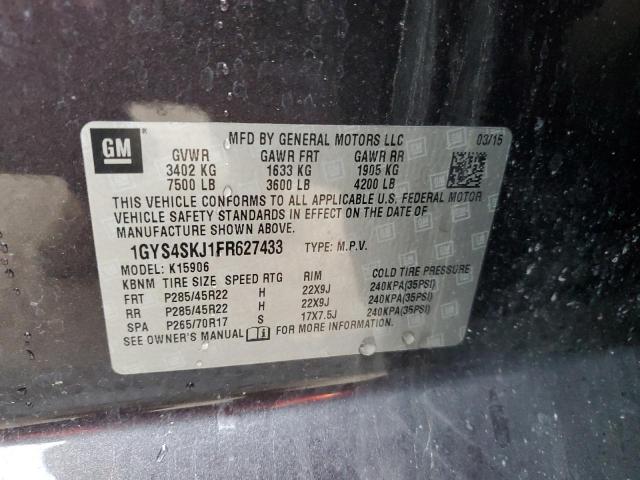 GM
MFD BY GENERAL MOTORS LLC 03/15
GVWR GAWR FRT GAWR RR
3402 KG 1633 KG 1905 KG
7500 LB 3600 LB 4200 LB
THIS VEHICLE CONFORMS TO ALL APPLICABLE U.S. FEDERAL MOTOR
VEHICLE SAFETY STANDARDS IN EFFECT ON THE DATE OF
MANUFACTURE SHOWN ABOVE.
1GYS4SKJ1FR627433 TYPE: M.P.V.
MODEL: K15906
KBNM TIRE SIZE SPEED RTG RIM COLD TIRE PRESSURE
FRT P285/45R22 H 22X9J 240KPA(35PSI)
RR P285/45R22 H 22X9J 240KPA(35PSI)
SPA P265/70R17 S 17X7.5J 240KPA(35PSI)
SEE OWNER'S MANUAL FOR MORE INFORMATION.